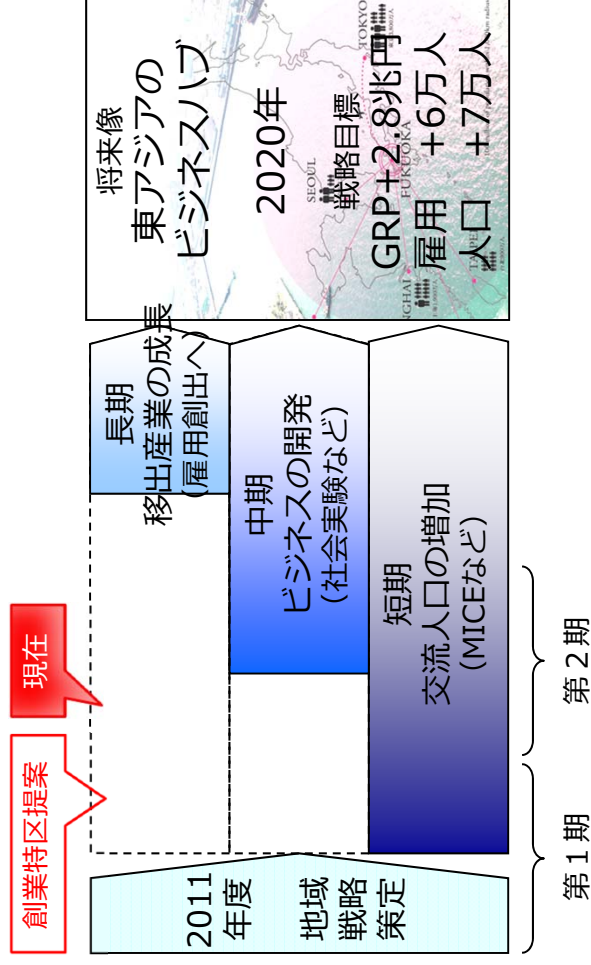 創業特区提案
現在
2011
年度
地域
戦略
策定
長期
移出産業の成長
(雇用創出へ)
中期
ビジネスの開発
(社会実験など)
短期
交流人口の増加
(MICEなど)
第1期
第2期
将来像
東アジアの
ビジネスハブ
2020年
戦略目標
GRP+2.8兆円
雇用 +6万人
人口 +7万人
TOKYO
SEOUL
FUKUOKA
NGHAI